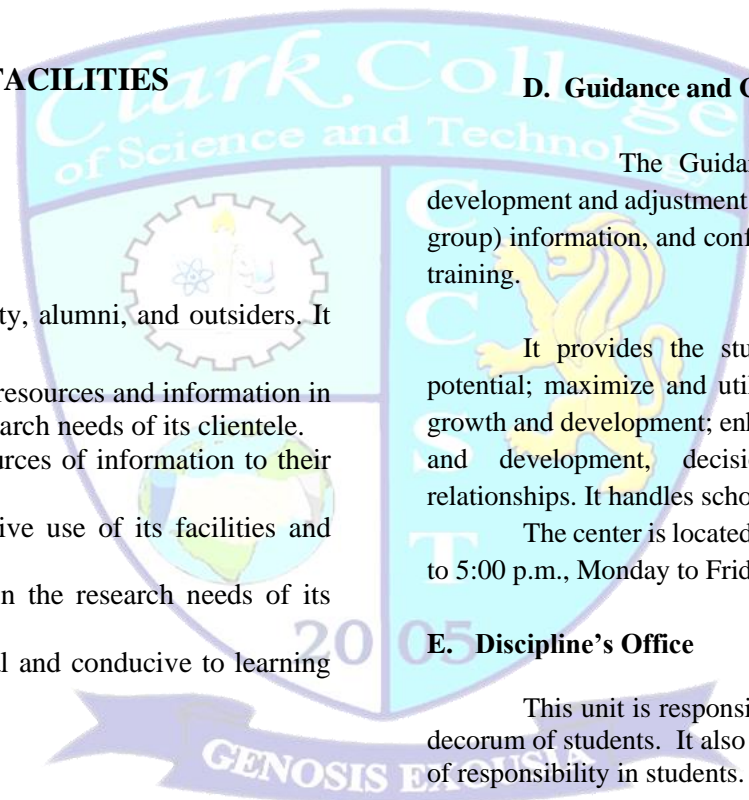 FACILITIES
ty, alumni, and outsiders. It
resources and information in
arch needs of its clientele.
urces of information to their
ive use of its facilities and
n the research needs of its
l and conducive to learning
D. Guidance and
The Guidan
development and adjustment
group) information, and conf
training.
It provides the stu
potential; maximize and util
growth and development; enl
and development, decisi
relationships. It handles scho
The center is located
to 5:00 p.m., Monday to Frid
E. Discipline's Office
This unit is responsi
decorum of students. It also
of responsibility in students.
Clark College
of Science and Technology
C
C
S
T
2005
GENOSIS EXOUSIA